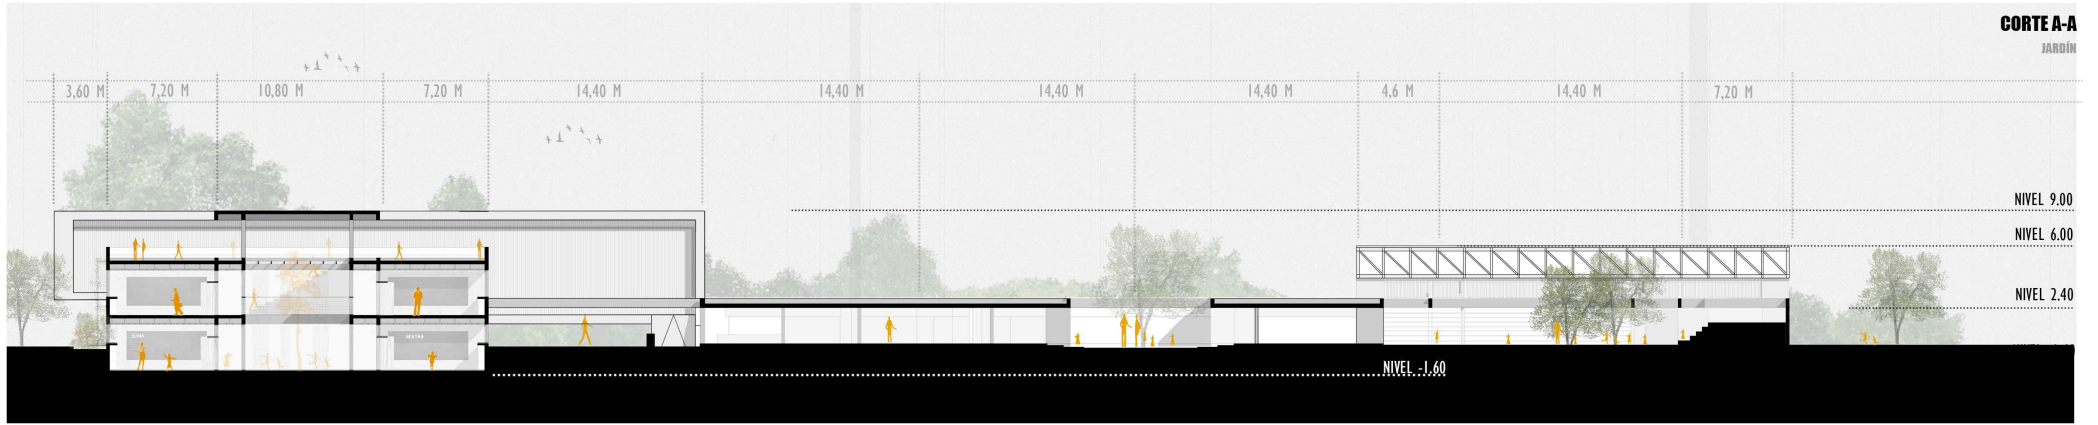 CORTE A-A
JARDÍN
3,60 M
7,20 M
10,80 M
7,20 M
14,40 M
14,40 M
14,40 M
14,40 M
4,6 M
14,40 M
7,20 M
NIVEL 9.00
NIVEL 6.00
NIVEL 2.40
NIVEL -1.60